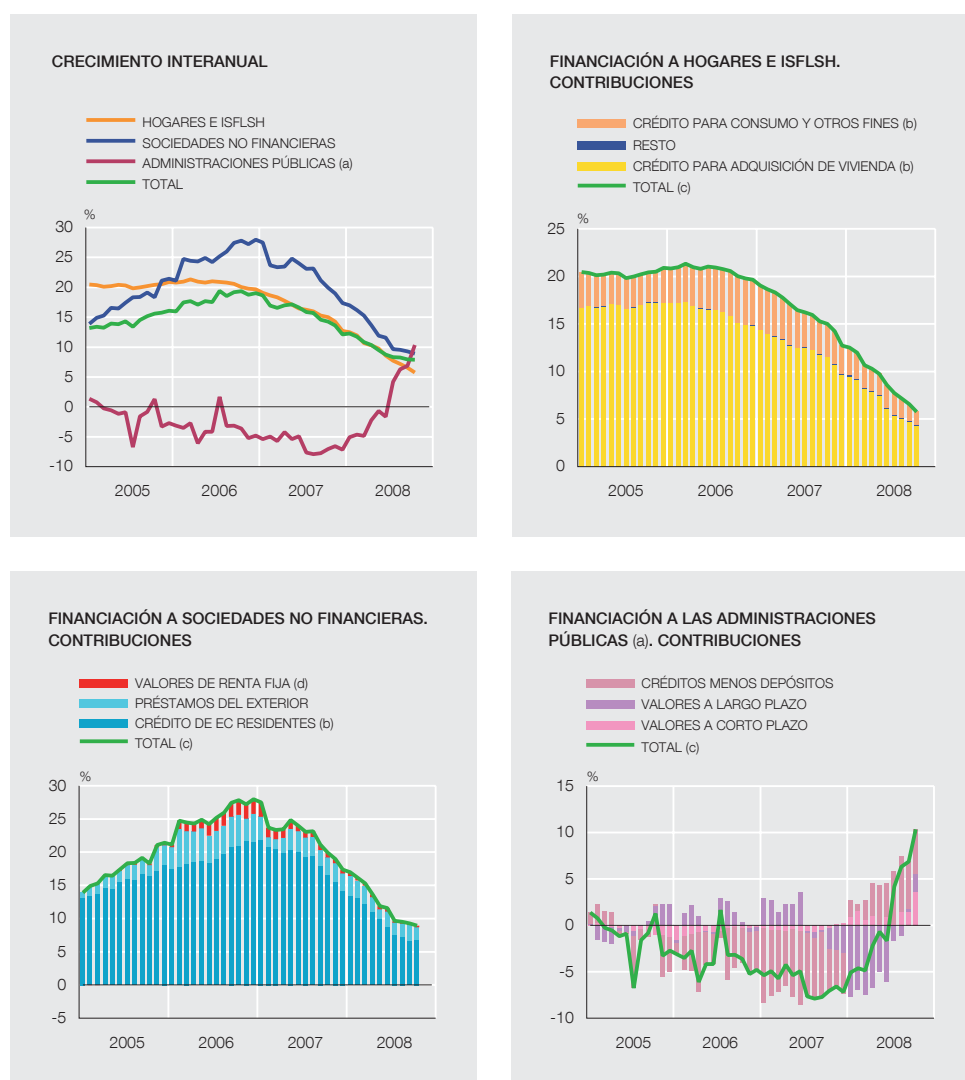 CRECIMIENTO INTERANUAL
HOGARES E ISFLSH
SOCIEDADES NO FINANCIERAS
ADMINISTRACIONES PÚBLICAS (a)
TOTAL
%
30
25
20
15
10
5
0
-5
-10
2005 2006 2007 2008
FINANCIACIÓN A HOGARES E ISFLSH.
CONTRIBUCIONES
CRÉDITO PARA CONSUMO Y OTROS FINES (b)
RESTO
CRÉDITO PARA ADQUISICIÓN DE VIVIENDA (b)
TOTAL (c)
%
25
20
15
10
5
0
2005 2006 2007 2008
FINANCIACIÓN A SOCIEDADES NO FINANCIERAS.
CONTRIBUCIONES
VALORES DE RENTA FIJA (d)
PRÉSTAMOS DEL EXTERIOR
CRÉDITO DE EC RESIDENTES (b)
TOTAL (c)
%
30
25
20
15
10
5
0
-5
2005 2006 2007 2008
FINANCIACIÓN A LAS ADMINISTRACIONES
PÚBLICAS (a). CONTRIBUCIONES
CRÉDITOS MENOS DEPÓSITOS
VALORES A LARGO PLAZO
VALORES A CORTO PLAZO
TOTAL (c)
%
15
10
5
0
-5
-10
2005 2006 2007 2008